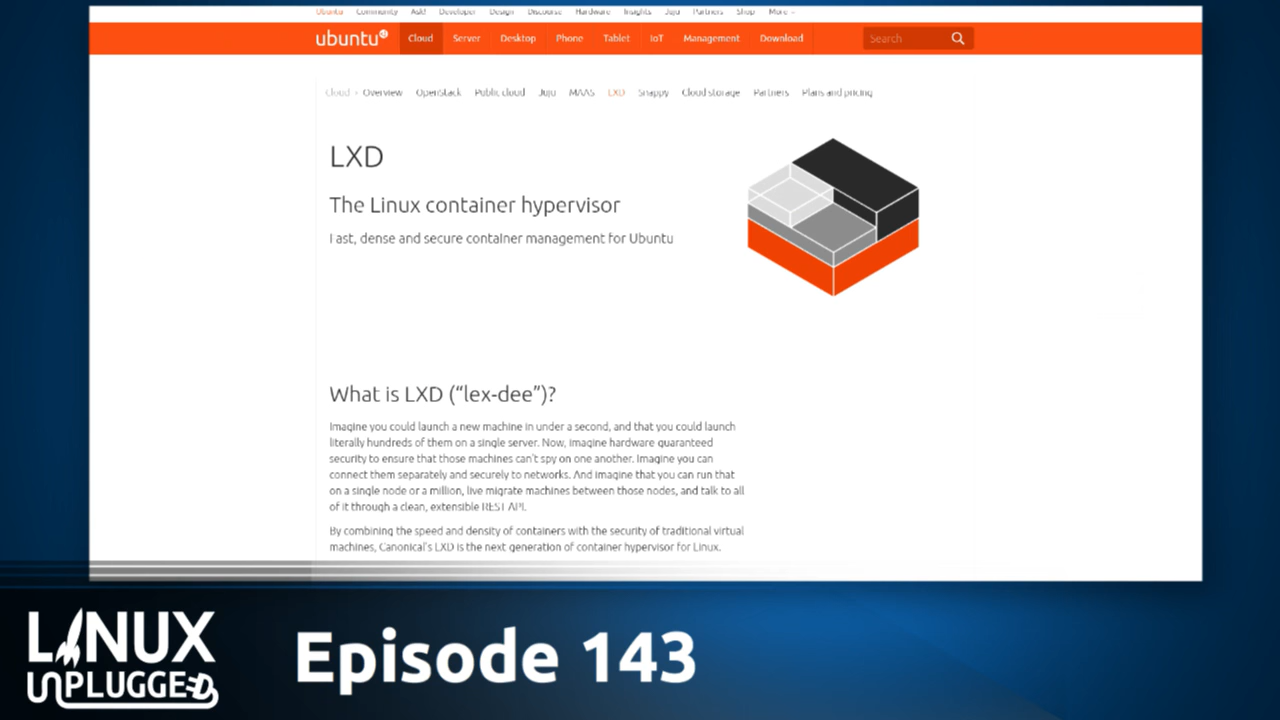 Ubuntu Community Ask! Developer Design Discourse Hardware Insights Juju Partners Shop More
ubuntu Cloud Server Desktop Phone Tablet IoT Management Download Search
Cloud › Overview OpenStack Public cloud Juju MAAS LXD Snappy Cloud storage Partners Plans and pricing
LXD
The Linux container hypervisor
Fast, dense and secure container management for Ubuntu
What is LXD (“lex-dee”)?
Imagine you could launch a new machine in under a second, and that you could launch
literally hundreds of them on a single server. Now, imagine hardware guaranteed
security to ensure that those machines can't spy on one another. Imagine you can
connect them separately and securely to networks. And imagine that you can run that
on a single node or a million, live migrate machines between those nodes, and talk to all
of it through a clean, extensible REST API.
By combining the speed and density of containers with the security of traditional virtual
machines, Canonical's LXD is the next generation of container hypervisor for Linux.
LINUX
UNPLUGGED
Episode 143